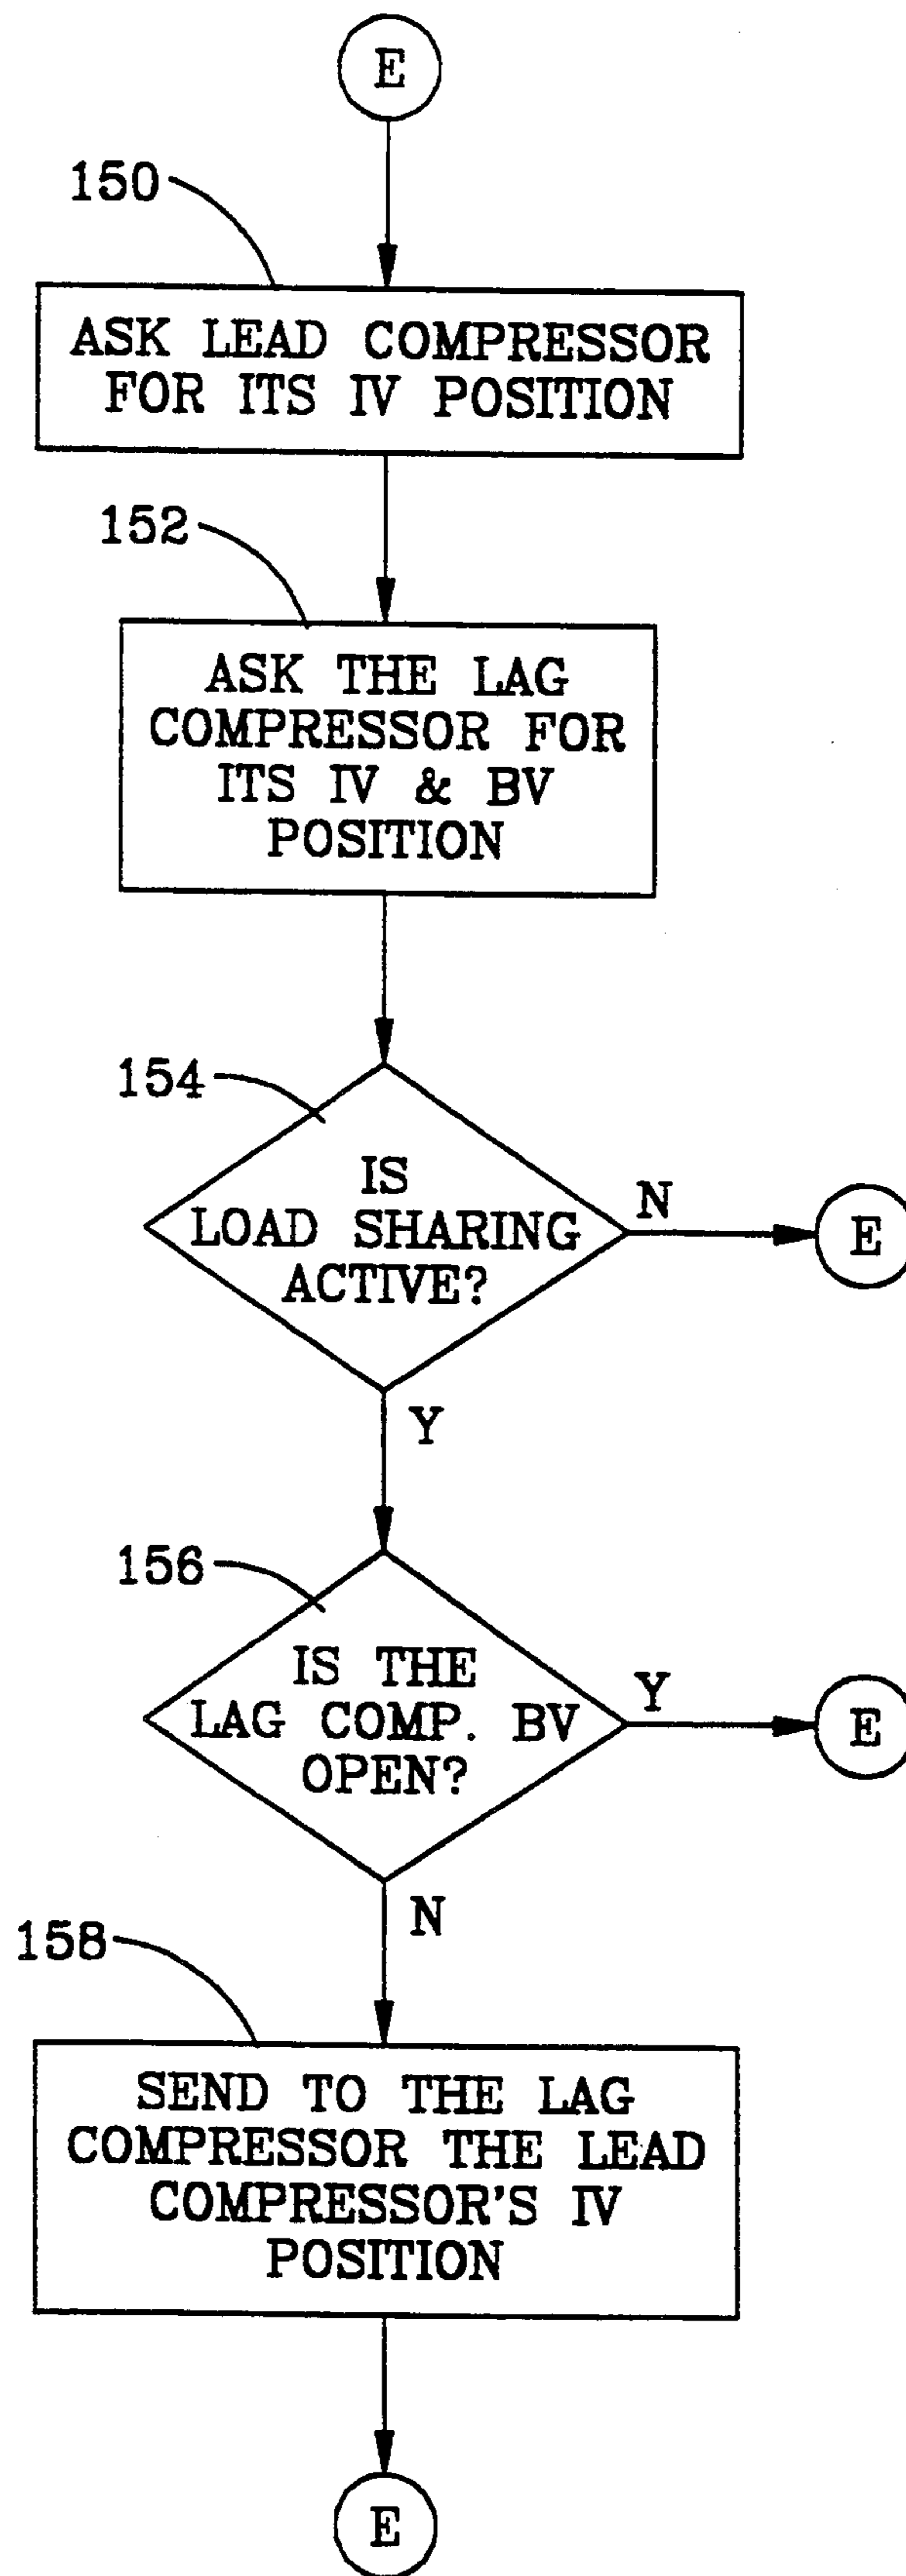 E
150
ASK LEAD COMPRESSOR
FOR ITS IV POSITION
152
ASK THE LAG
COMPRESSOR FOR
ITS IV & BV
POSITION
154
IS
LOAD SHARING
ACTIVE?
N
E
Y
156
IS THE
LAG COMP. BV
OPEN?
Y
E
N
158
SEND TO THE LAG
COMPRESSOR THE LEAD
COMPRESSOR'S IV
POSITION
E